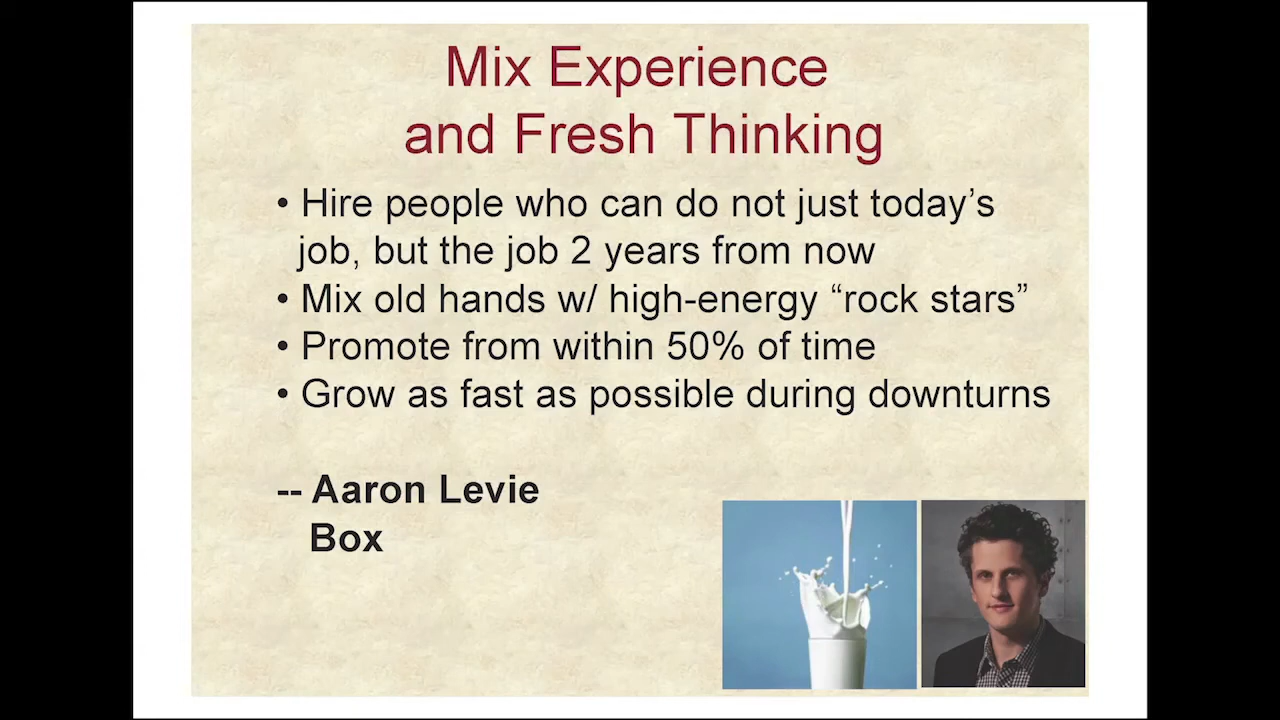 Mix Experience
and Fresh Thinking
• Hire people who can do not just today’s
job, but the job 2 years from now
• Mix old hands w/ high-energy “rock stars”
• Promote from within 50% of time
• Grow as fast as possible during downturns
-- Aaron Levie
Box